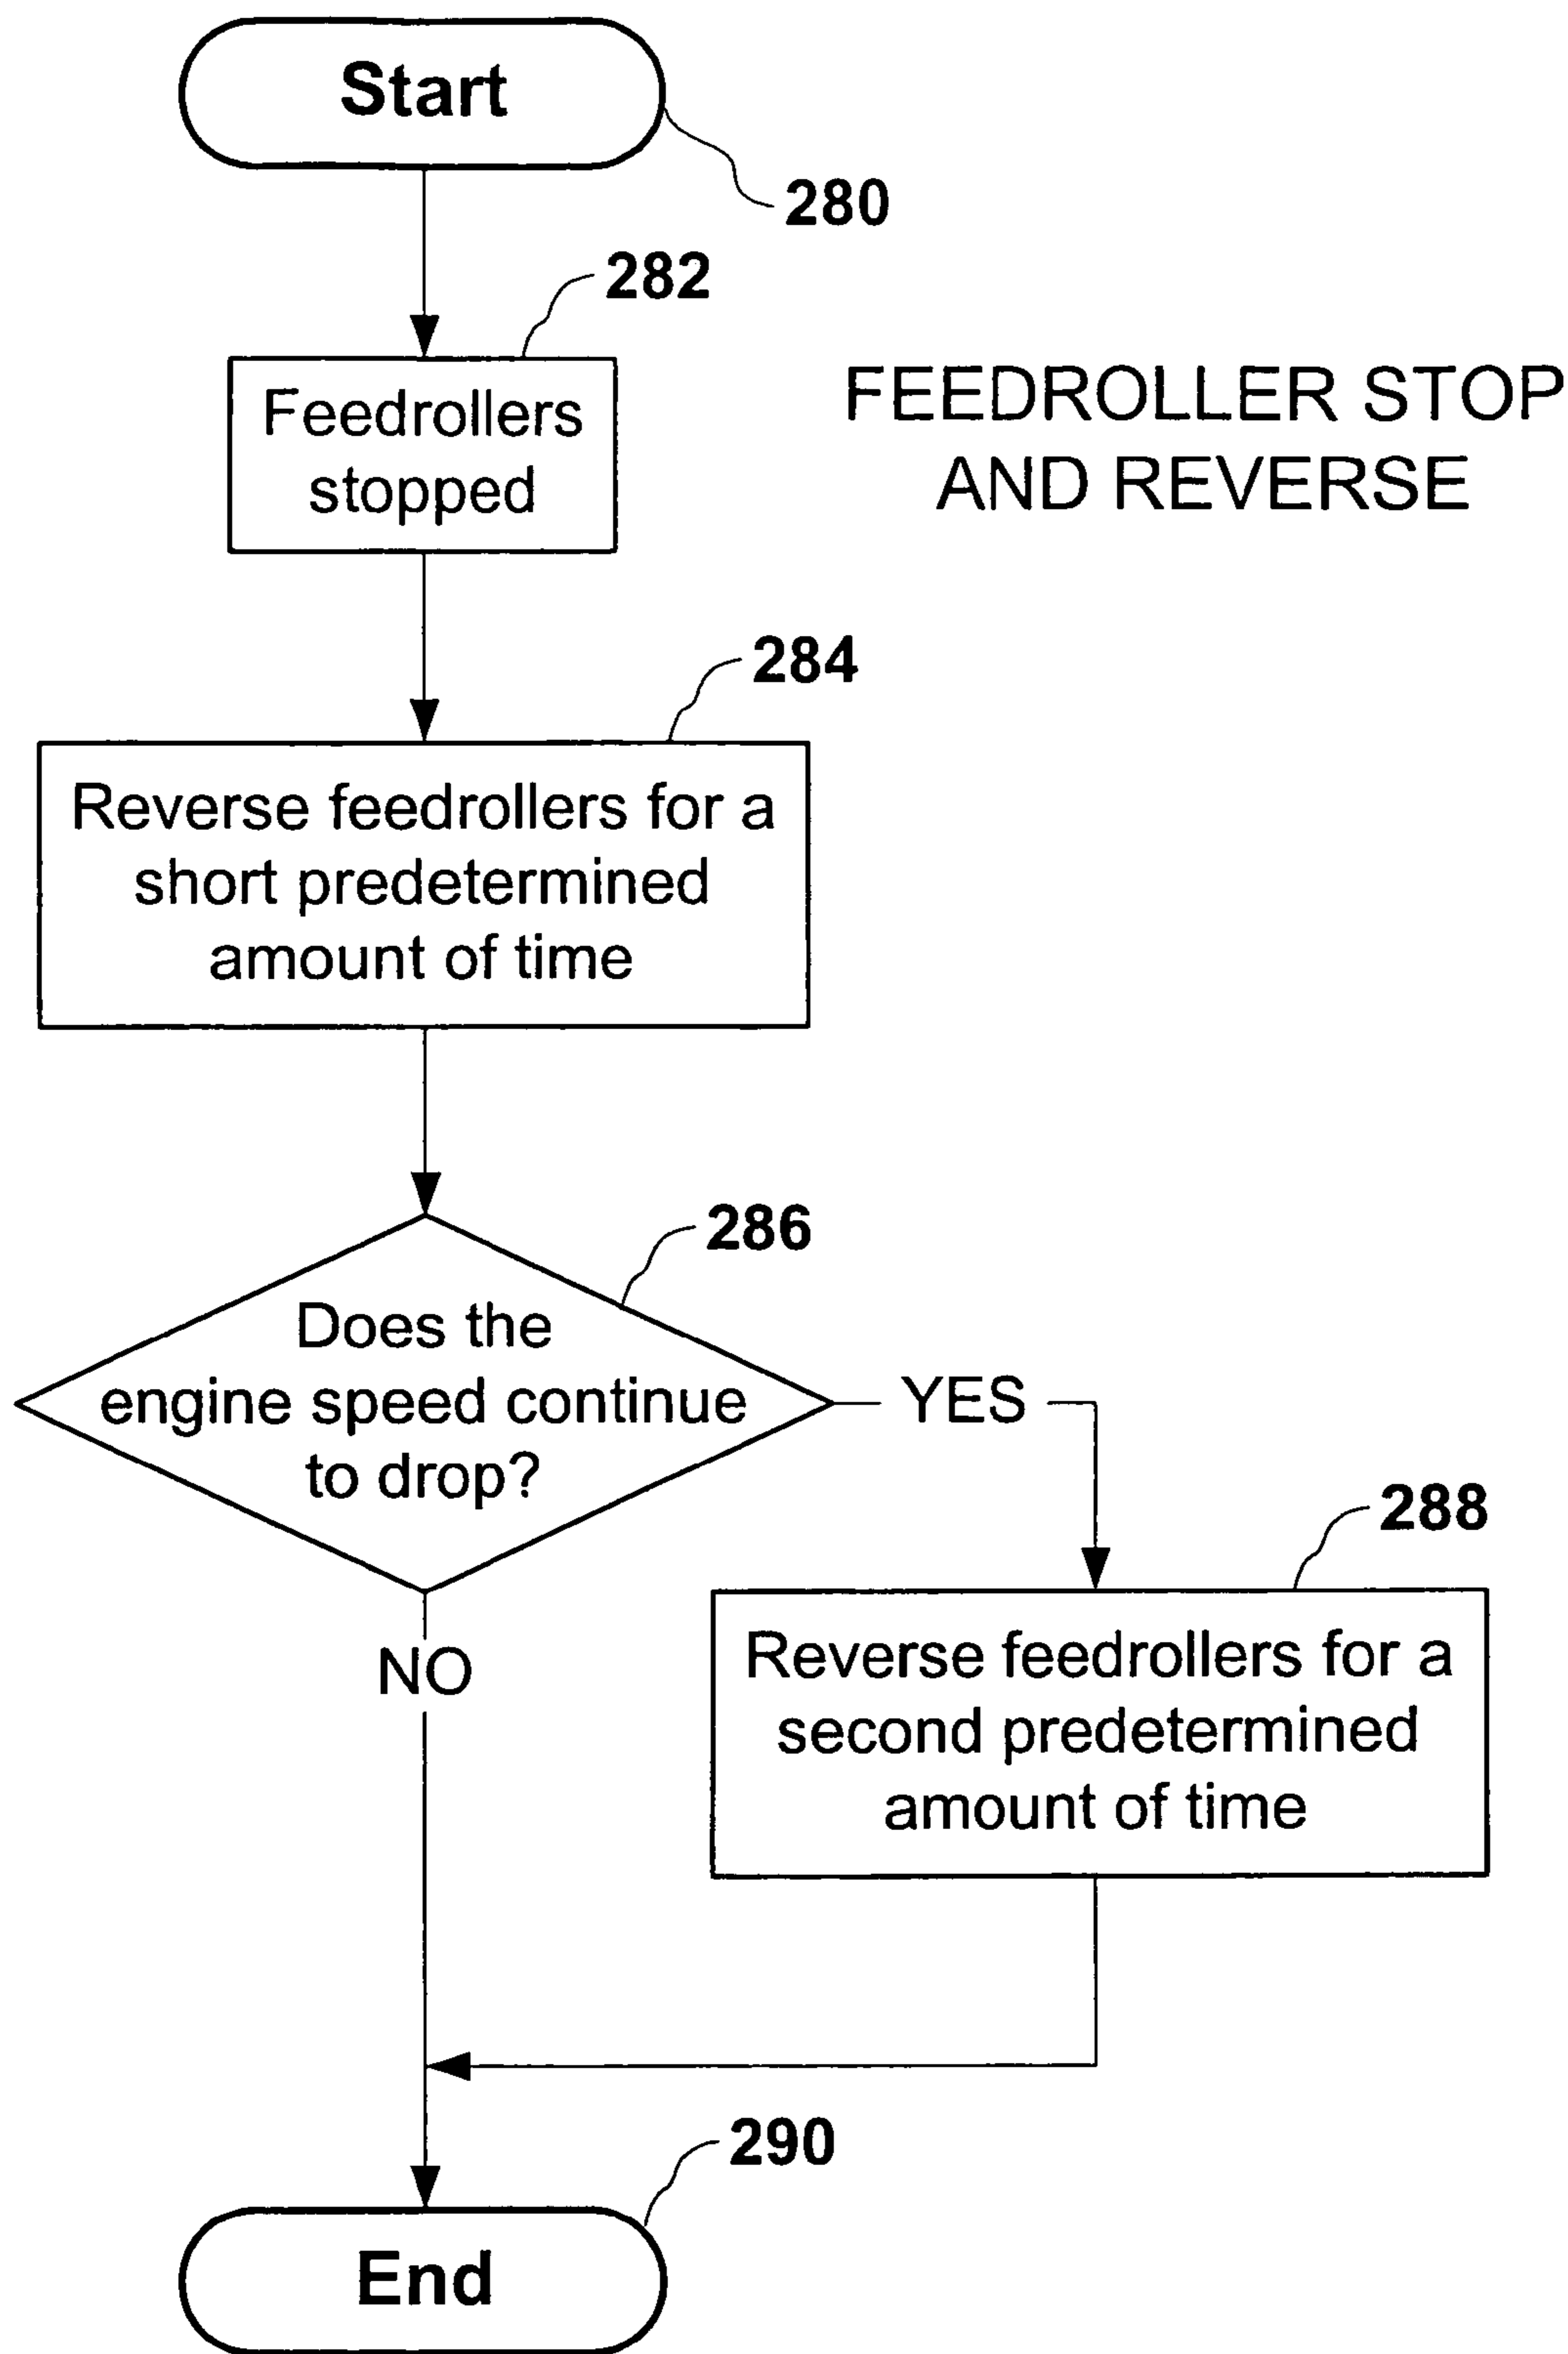 Start
280
282
Feedrollers
stopped
FEEDROLLER STOP
AND REVERSE
284
Reverse feedrollers for a
short predetermined
amount of time
286
Does the
engine speed continue
to drop?
YES
288
NO
Reverse feedrollers for a
second predetermined
amount of time
290
End